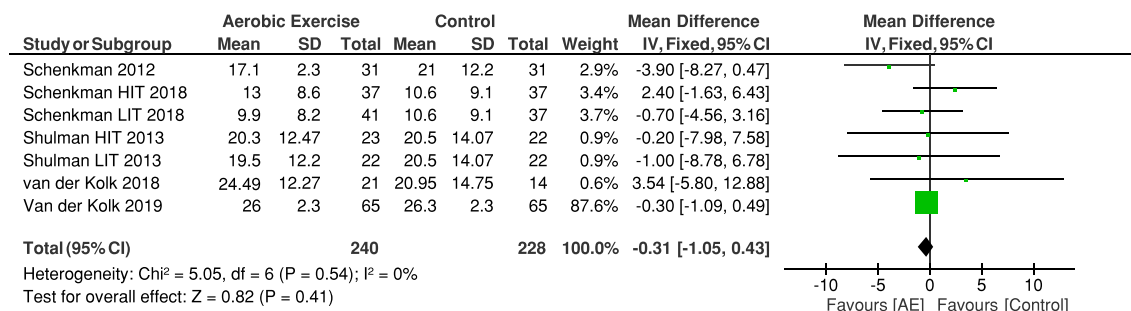 Aerobic Exercise Control Mean Difference Mean Difference
Study or Subgroup Mean SD Total Mean SD Total Weight IV, Fixed, 95% CI IV, Fixed, 95% CI
Schenkman 2012 17.1 2.3 31 21 12.2 31 2.9% -3.90 [-8.27, 0.47]
Schenkman HIT 2018 13 8.6 37 10.6 9.1 37 3.4% 2.40 [-1.63, 6.43]
Schenkman LIT 2018 9.9 8.2 41 10.6 9.1 37 3.7% -0.70 [-4.56, 3.16]
Shulman HIT 2013 20.3 12.47 23 20.5 14.07 22 0.9% -0.20 [-7.98, 7.58]
Shulman LIT 2013 19.5 12.2 22 20.5 14.07 22 0.9% -1.00 [-8.78, 6.78]
van der Kolk 2018 24.49 12.27 21 20.95 14.75 14 0.6% 3.54 [-5.80, 12.88]
Van der Kolk 2019 26 2.3 65 26.3 2.3 65 87.6% -0.30 [-1.09, 0.49]
Total (95% CI) 240 228 100.0% -0.31 [-1.05, 0.43]
Heterogeneity: Chi² = 5.05, df = 6 (P = 0.54); I² = 0%
Test for overall effect: Z = 0.82 (P = 0.41)
-10 -5 0 5 10
Favours [AE] Favours [Control]